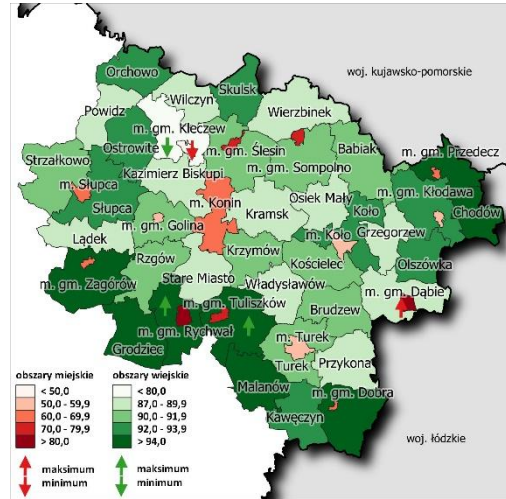 Orchowo
Skulsk
woj. kujawsko-pomorskie
Wilczyn
Powidz
Wierzbinek
m. gm. Kleczew
Ostrowite
m. gm. Ślesin
Babiak
m. gm. Przedecz
Strzałkowo
m. gm. Sompolno
Kazimierz Biskupi
m. Słupca
m. gm. Kłodawa
m. Konin
Osiek Mały
Słupca
Koło
Chodów
m. gm. Golina
Kramsk
m. Koło
Grzegorzew
Lądek
Krzymów
Rzgów
Kościelec
Olszówka
Stare Miasto
m. gm. Zagórów
Władysławów
m. gm. Dąbie
m. gm. Tuliszków
Brudzew
m. gm. Rychwał
Grodziec
m. Turek
Turek
Przykona
obszary miejskie
obszary wiejskie
Malanów
m. gm. Dobra
< 50,0
< 80,0
50,0 - 59,9
87,0 - 89,9
60,0 - 69,9
90,0 - 91,9
Kawęczyn
70,0 - 79,9
92,0 - 93,9
> 80,0
> 94,0
woj. łódzkie
maksimum
maksimum
minimum
minimum